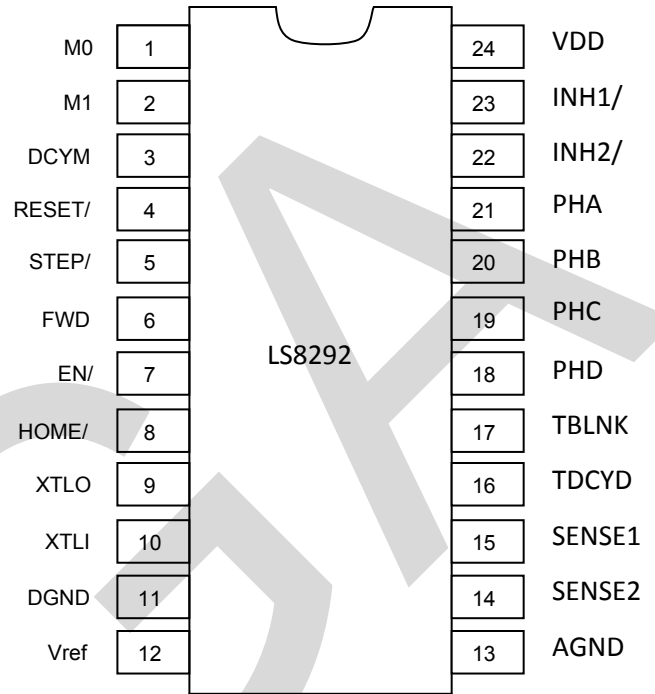 M0 1 24 VDD
M1 2 23 INH1/
DCYM 3 22 INH2/
RESET/ 4 21 PHA
STEP/ 5 20 PHB
FWD 6 19 PHC
LS8292
EN/ 7 18 PHD
HOME/ 8 17 TBLNK
XTLO 9 16 TDCYD
XTLI 10 15 SENSE1
DGND 11 14 SENSE2
Vref 12 13 AGND